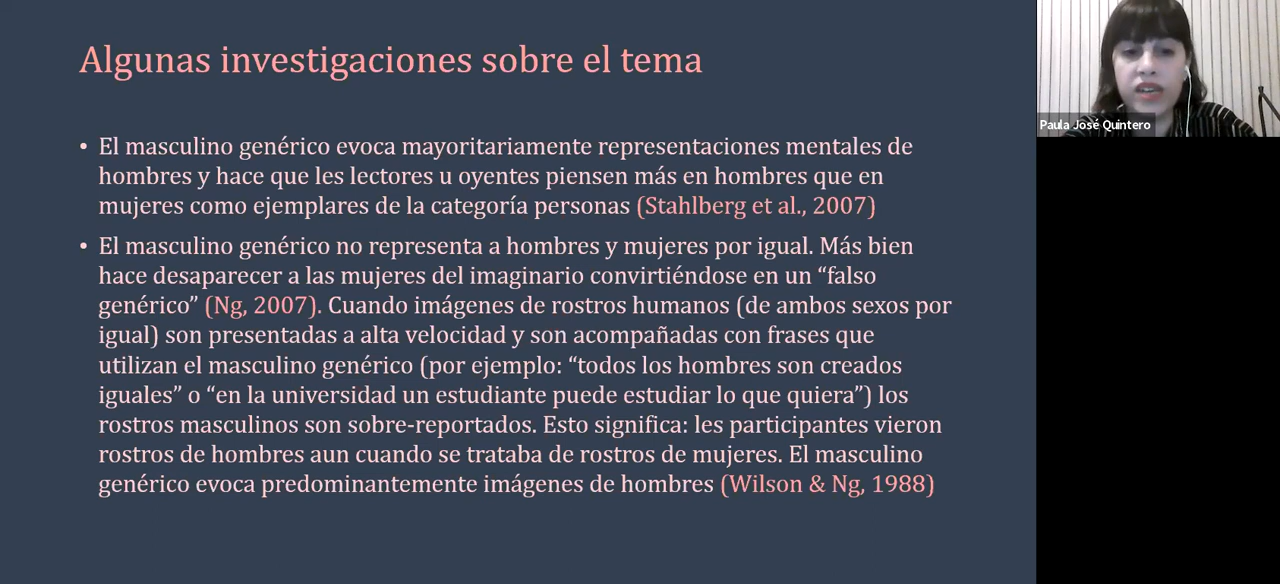 Algunas investigaciones sobre el tema
• El masculino genérico evoca mayoritariamente representaciones mentales de
hombres y hace que les lectores u oyentes piensen más en hombres que en
mujeres como ejemplares de la categoría personas (Stahlberg et al., 2007)
• El masculino genérico no representa a hombres y mujeres por igual. Más bien
hace desaparecer a las mujeres del imaginario convirtiéndose en un “falso
genérico” (Ng, 2007). Cuando imágenes de rostros humanos (de ambos sexos por
igual) son presentadas a alta velocidad y son acompañadas con frases que
utilizan el masculino genérico (por ejemplo: “todos los hombres son creados
iguales” o “en la universidad un estudiante puede estudiar lo que quiera”) los
rostros masculinos son sobre-reportados. Esto significa: les participantes vieron
rostros de hombres aun cuando se trataba de rostros de mujeres. El masculino
genérico evoca predominantemente imágenes de hombres (Wilson & Ng, 1988)
Paula José Quintero